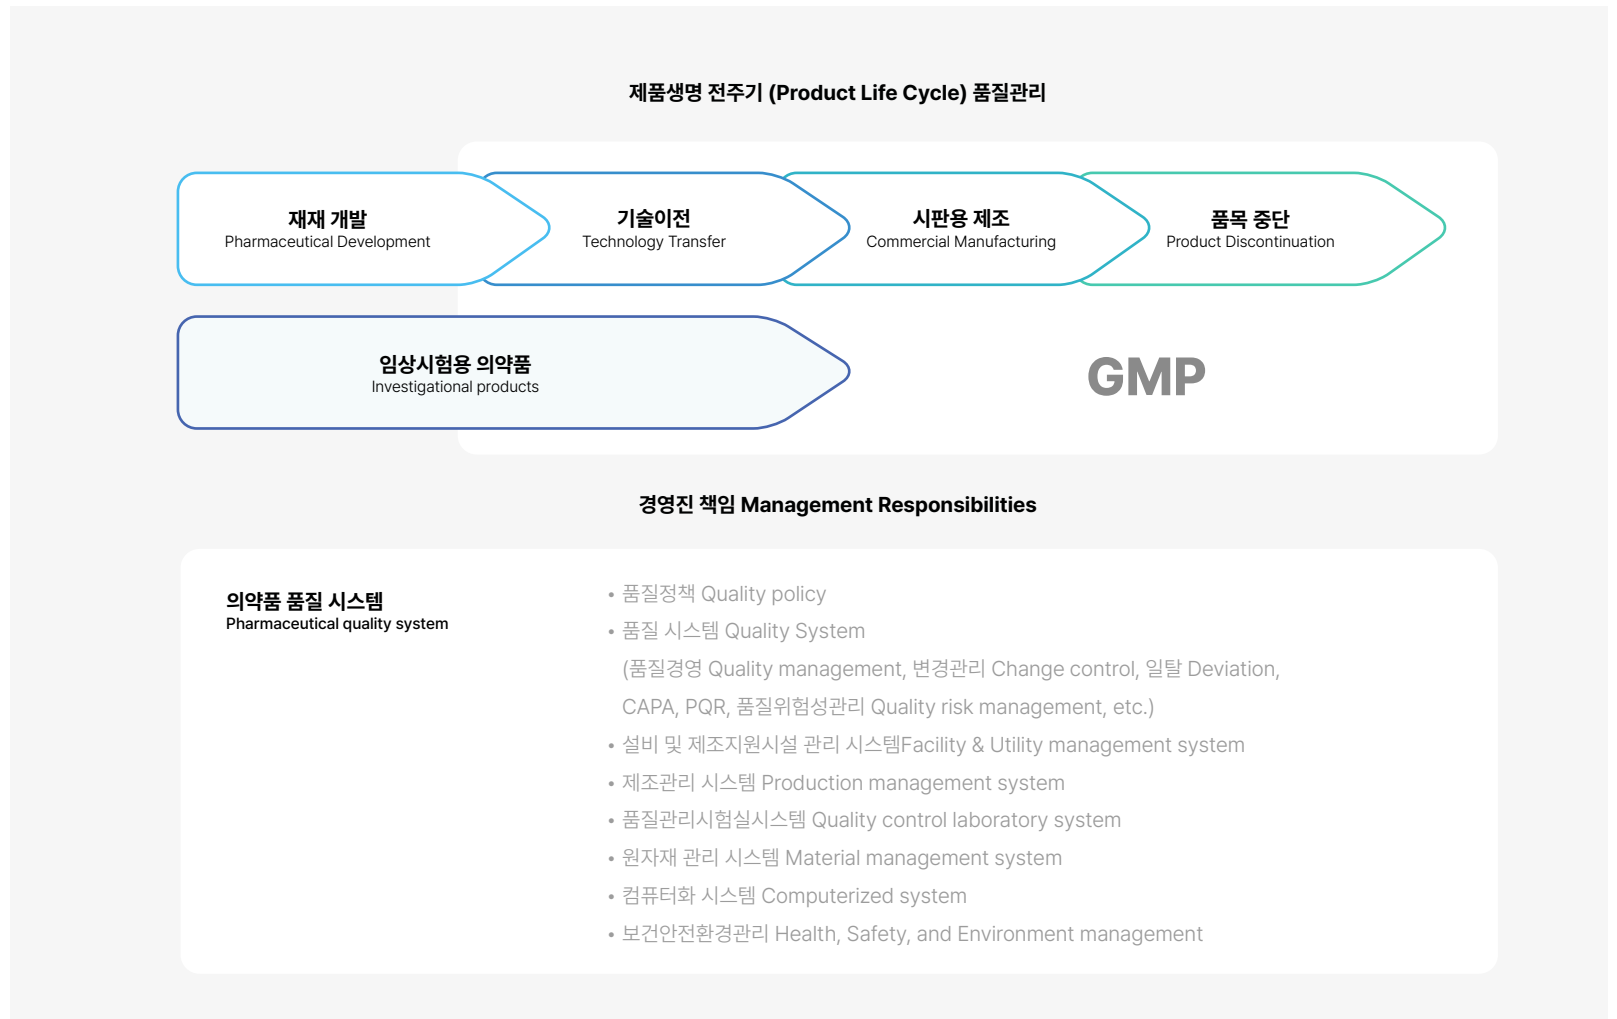 제품생명 전주기 (Product Life Cycle) 품질관리
재재 개발
Pharmaceutical Development
기술이전
Technology Transfer
시판용 제조
Commercial Manufacturing
품목 중단
Product Discontinuation
임상시험용 의약품
Investigational products
GMP
경영진 책임 Management Responsibilities
의약품 품질 시스템
Pharmaceutical quality system
• 품질정책 Quality policy
• 품질 시스템 Quality System
(품질경영 Quality management, 변경관리 Change control, 일탈 Deviation,
CAPA, PQR, 품질위험성관리 Quality risk management, etc.)
• 설비 및 제조지원시설 관리 시스템Facility & Utility management system
• 제조관리 시스템 Production management system
• 품질관리시험실시스템 Quality control laboratory system
• 원자재 관리 시스템 Material management system
• 컴퓨터화 시스템 Computerized system
• 보건안전환경관리 Health, Safety, and Environment management